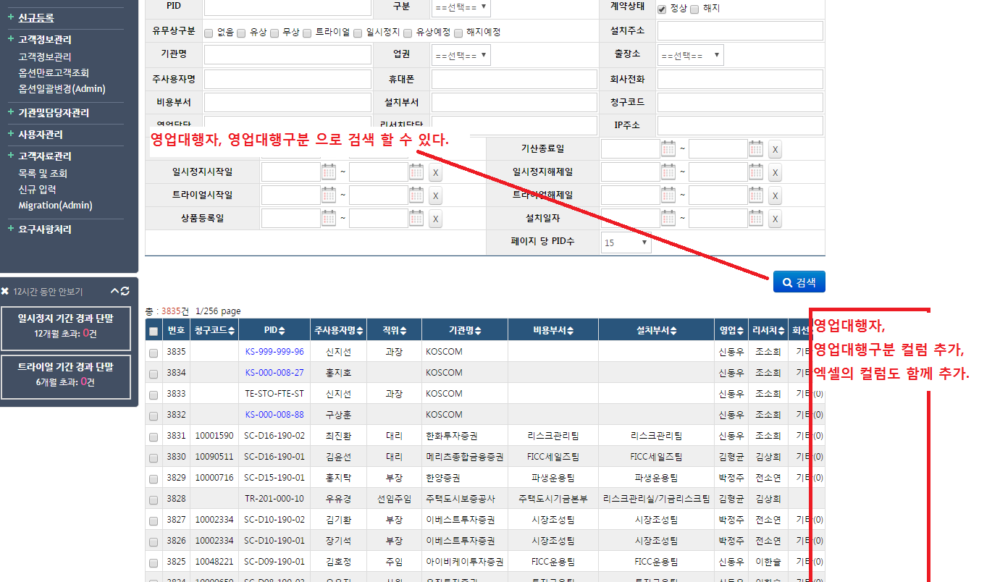 PID 구분 ==선택== 계약상태 정상 해지
신규등록
유무상구분 없음 유상 무상 트라이얼 일시정지 유상예정 해지예정 설치주소
고객정보관리
고객정보관리
옵션만료고객조회
옵션일괄변경(Admin)
기관및담당자관리
사용자관리
고객자료관리
목록 및 조회
신규 입력
Migration(Admin)
요구사항처리
기관명 업권 ==선택== 출장소 ==선택==
주사용자명 휴대폰 회사전화
비용부서 설치부서 청구코드
영업담당 리서치담당 IP주소
영업대행자, 영업대행구분 으로 검색 할 수 있다.
기산종료일 ~ X
일시정지시작일 ~ X 일시정지해제일 ~ X
트라이얼시작일 ~ X 트라이얼해제일 ~ X
상품등록일 ~ X 설치일자 ~ X
페이지 당 PID수 15
검색
12시간 동안 안보기
일시정지 기간 경과 단말
12개월 초과: 0건
트라이얼 기간 경과 단말
6개월 초과: 0건
총 : 3835건 1/256 page
번호 청구코드 PID 주사용자명 직위 기관명 비용부서 설치부서 영업 리서치 회선
영업대행자,
영업대행구분 컬럼 추가,
엑셀의 컬럼도 함께 추가.
3835 KS-999-999-96 신지선 과장 KOSCOM 신동우 조소희 기타
3834 KS-000-008-27 홍지호 KOSCOM 신동우 조소희 기타
3833 TE-STO-FTE-ST 신지선 과장 KOSCOM 신동우 조소희 기타(0)
3832 KS-000-008-88 구상훈 KOSCOM 신동우 조소희 기타(0)
3831 10001590 SC-D16-190-02 최진환 대리 한화투자증권 리스크관리팀 리스크관리팀 신동우 조소희 기타(0)
3830 10090511 SC-D16-190-01 김윤선 대리 메리츠종합금융증권 FICC세일즈팀 FICC세일즈팀 김형균 김상희 기타(0)
3829 10000716 SC-D15-190-01 홍지탁 부장 한양증권 파생운용팀 파생운용팀 박정주 전소연 기타(0)
3828 TR-201-000-10 우유경 선임주임 주택도시보증공사 주택도시기금본부 리스크관리실/기금리스크팀 김형균 김상희
3827 10002334 SC-D10-190-02 김기환 부장 이베스트투자증권 시장조성팀 시장조성팀 박정주 전소연 기타(0)
3826 10002334 SC-D10-190-01 장기석 부장 이베스트투자증권 시장조성팀 시장조성팀 박정주 전소연 기타(0)
3825 10048221 SC-D09-190-01 김호정 주임 아이비케이투자증권 FICC운용팀 FICC운용팀 신동우 이한솔 기타(0)